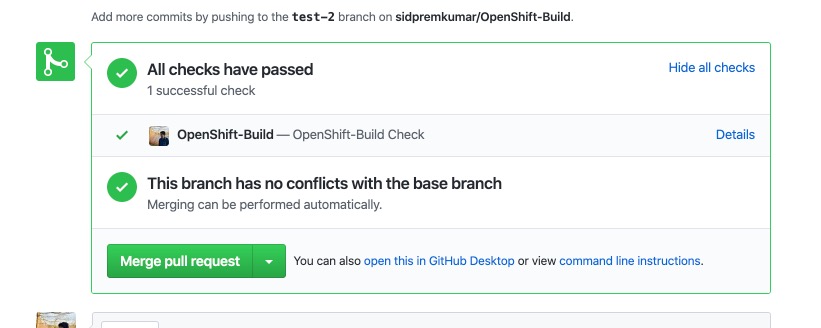 Add more commits by pushing to the test-2 branch on sidpremkumar/OpenShift-Build.
All checks have passed
Hide all checks
1 successful check
OpenShift-Build — OpenShift-Build Check
Details
This branch has no conflicts with the base branch
Merging can be performed automatically.
Merge pull request
You can also open this in GitHub Desktop or view command line instructions.